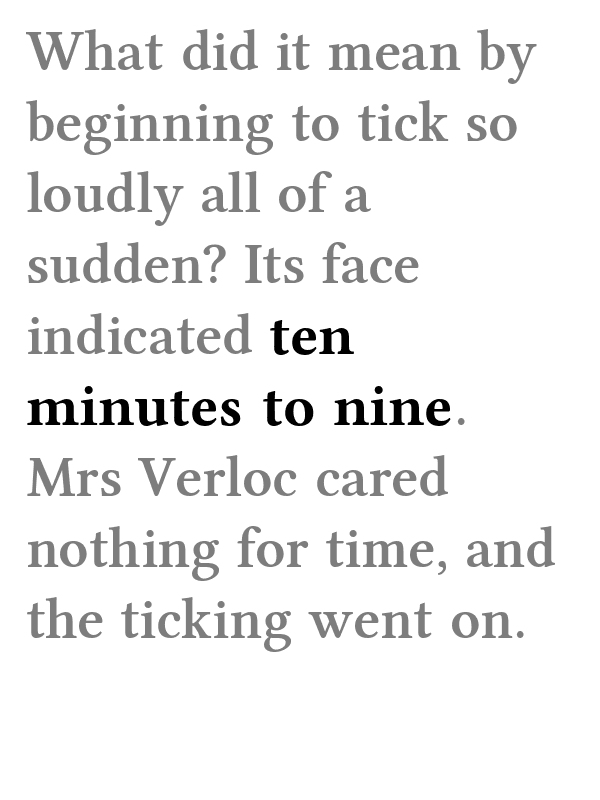 What did it mean by
beginning to tick so
loudly all of a
sudden? Its face
indicated ten
minutes to nine.
Mrs Verloc cared
nothing for time, and
the ticking went on.